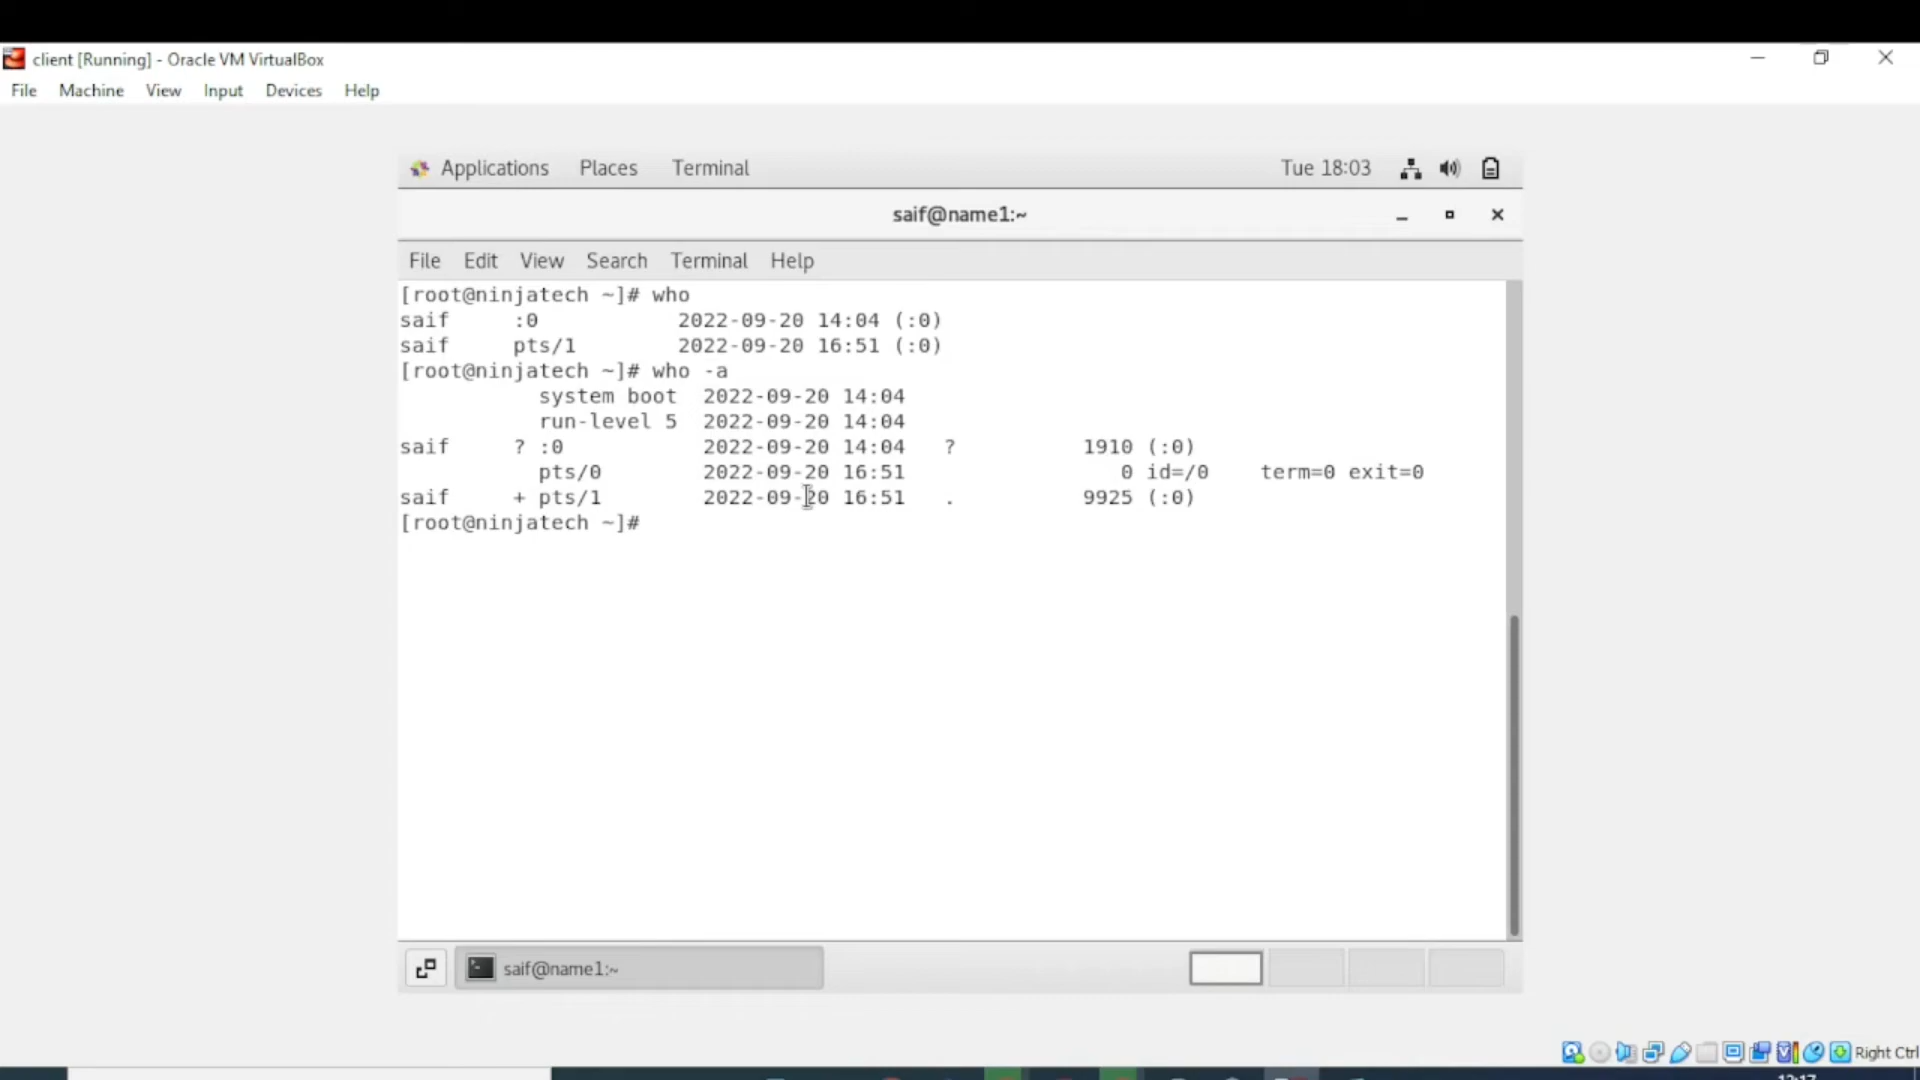 client [Running] - Oracle VM VirtualBox
File Machine View Input Devices Help
Applications Places Terminal Tue 18:03
saif@name1:~
File Edit View Search Terminal Help
[root@ninjatech ~]# who
saif :0 2022-09-20 14:04 (:0)
saif pts/1 2022-09-20 16:51 (:0)
[root@ninjatech ~]# who -a
system boot 2022-09-20 14:04
run-level 5 2022-09-20 14:04
saif ? :0 2022-09-20 14:04 ? 1910 (:0)
pts/0 2022-09-20 16:51 0 id=/0 term=0 exit=0
saif + pts/1 2022-09-20 16:51 . 9925 (:0)
[root@ninjatech ~]#
saif@name1:~
Right Ctrl